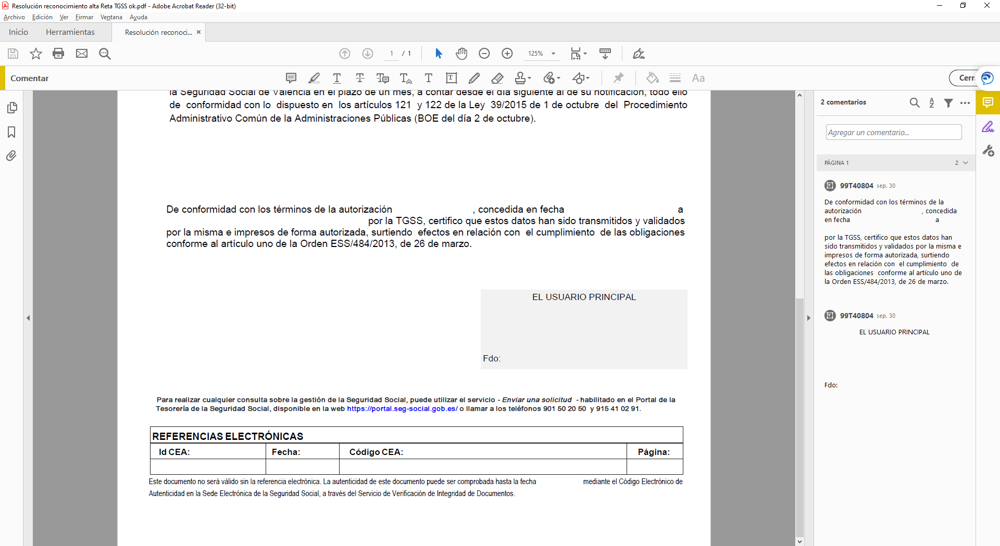 Resolución reconocimiento alta Reta TGSS ok.pdf - Adobe Acrobat Reader (32-bit)
Archivo Edición Ver Firmar Ventana Ayuda
Inicio Herramientas Resolución reconoci... ×
1 / 1 125%
Comentar
Cerr
la Seguridad Social de Valencia en el plazo de un mes, a contar desde el día siguiente al de su notificación, todo ello
de conformidad con lo dispuesto en los artículos 121 y 122 de la Ley 39/2015 de 1 de octubre del Procedimiento
Administrativo Común de la Administraciones Públicas (BOE del día 2 de octubre).
De conformidad con los términos de la autorización , concedida en fecha a
por la TGSS, certifico que estos datos han sido transmitidos y validados
por la misma e impresos de forma autorizada, surtiendo efectos en relación con el cumplimiento de las obligaciones
conforme al artículo uno de la Orden ESS/484/2013, de 26 de marzo.
EL USUARIO PRINCIPAL
Fdo:
Para realizar cualquier consulta sobre la gestión de la Seguridad Social, puede utilizar el servicio - Enviar una solicitud - habilitado en el Portal de la
Tesorería de la Seguridad Social, disponible en la web https://portal.seg-social.gob.es/ o llamar a los teléfonos 901 50 20 50 y 915 41 02 91.
REFERENCIAS ELECTRÓNICAS
Id CEA: Fecha: Código CEA: Página:
Este documento no será válido sin la referencia electrónica. La autenticidad de este documento puede ser comprobada hasta la fecha mediante el Código Electrónico de
Autenticidad en la Sede Electrónica de la Seguridad Social, a través del Servicio de Verificación de Integridad de Documentos.
2 comentarios
Agregar un comentario...
PÁGINA 1 2
99T40804 sep. 30
De conformidad con los términos de la
autorización , concedida
en fecha a
por la TGSS, certifico que estos datos han
sido transmitidos y validados por la misma e
impresos de forma autorizada, surtiendo
efectos en relación con el cumplimiento de
las obligaciones conforme al artículo uno de
la Orden ESS/484/2013, de 26 de marzo.
99T40804 sep. 30
EL USUARIO PRINCIPAL
Fdo: